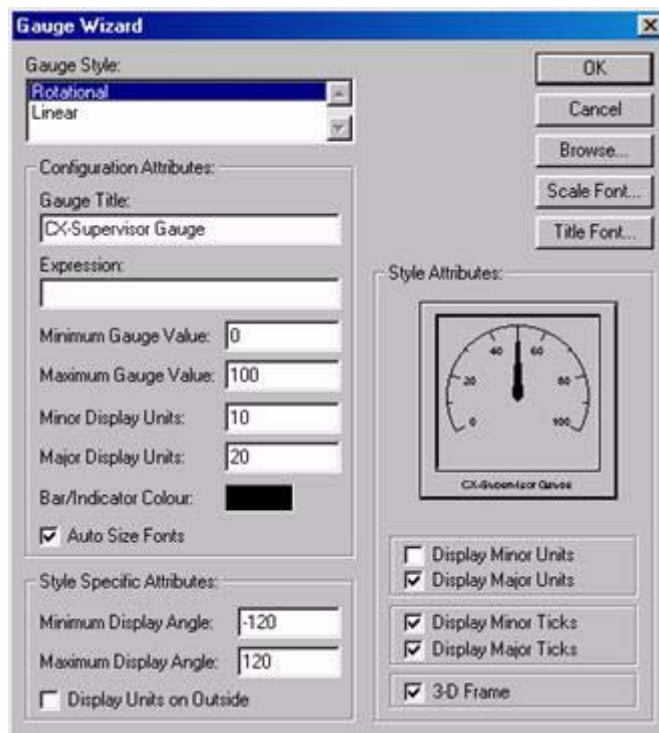 Gauge Wizard
Gauge Style:
Rotational
Linear
OK
Cancel
Browse...
Scale Font...
Title Font...
Configuration Attributes:
Gauge Title:
CX-Supervisor Gauge
Expression:
Minimum Gauge Value: 0
Maximum Gauge Value: 100
Minor Display Units: 10
Major Display Units: 20
Bar/Indicator Colour:
Auto Size Fonts
Style Specific Attributes:
Minimum Display Angle: -120
Maximum Display Angle: 120
Display Units on Outside
Style Attributes:
40 60
20 80
0 100
CX-Supervisor Gauge
Display Minor Units
Display Major Units
Display Minor Ticks
Display Major Ticks
3-D Frame